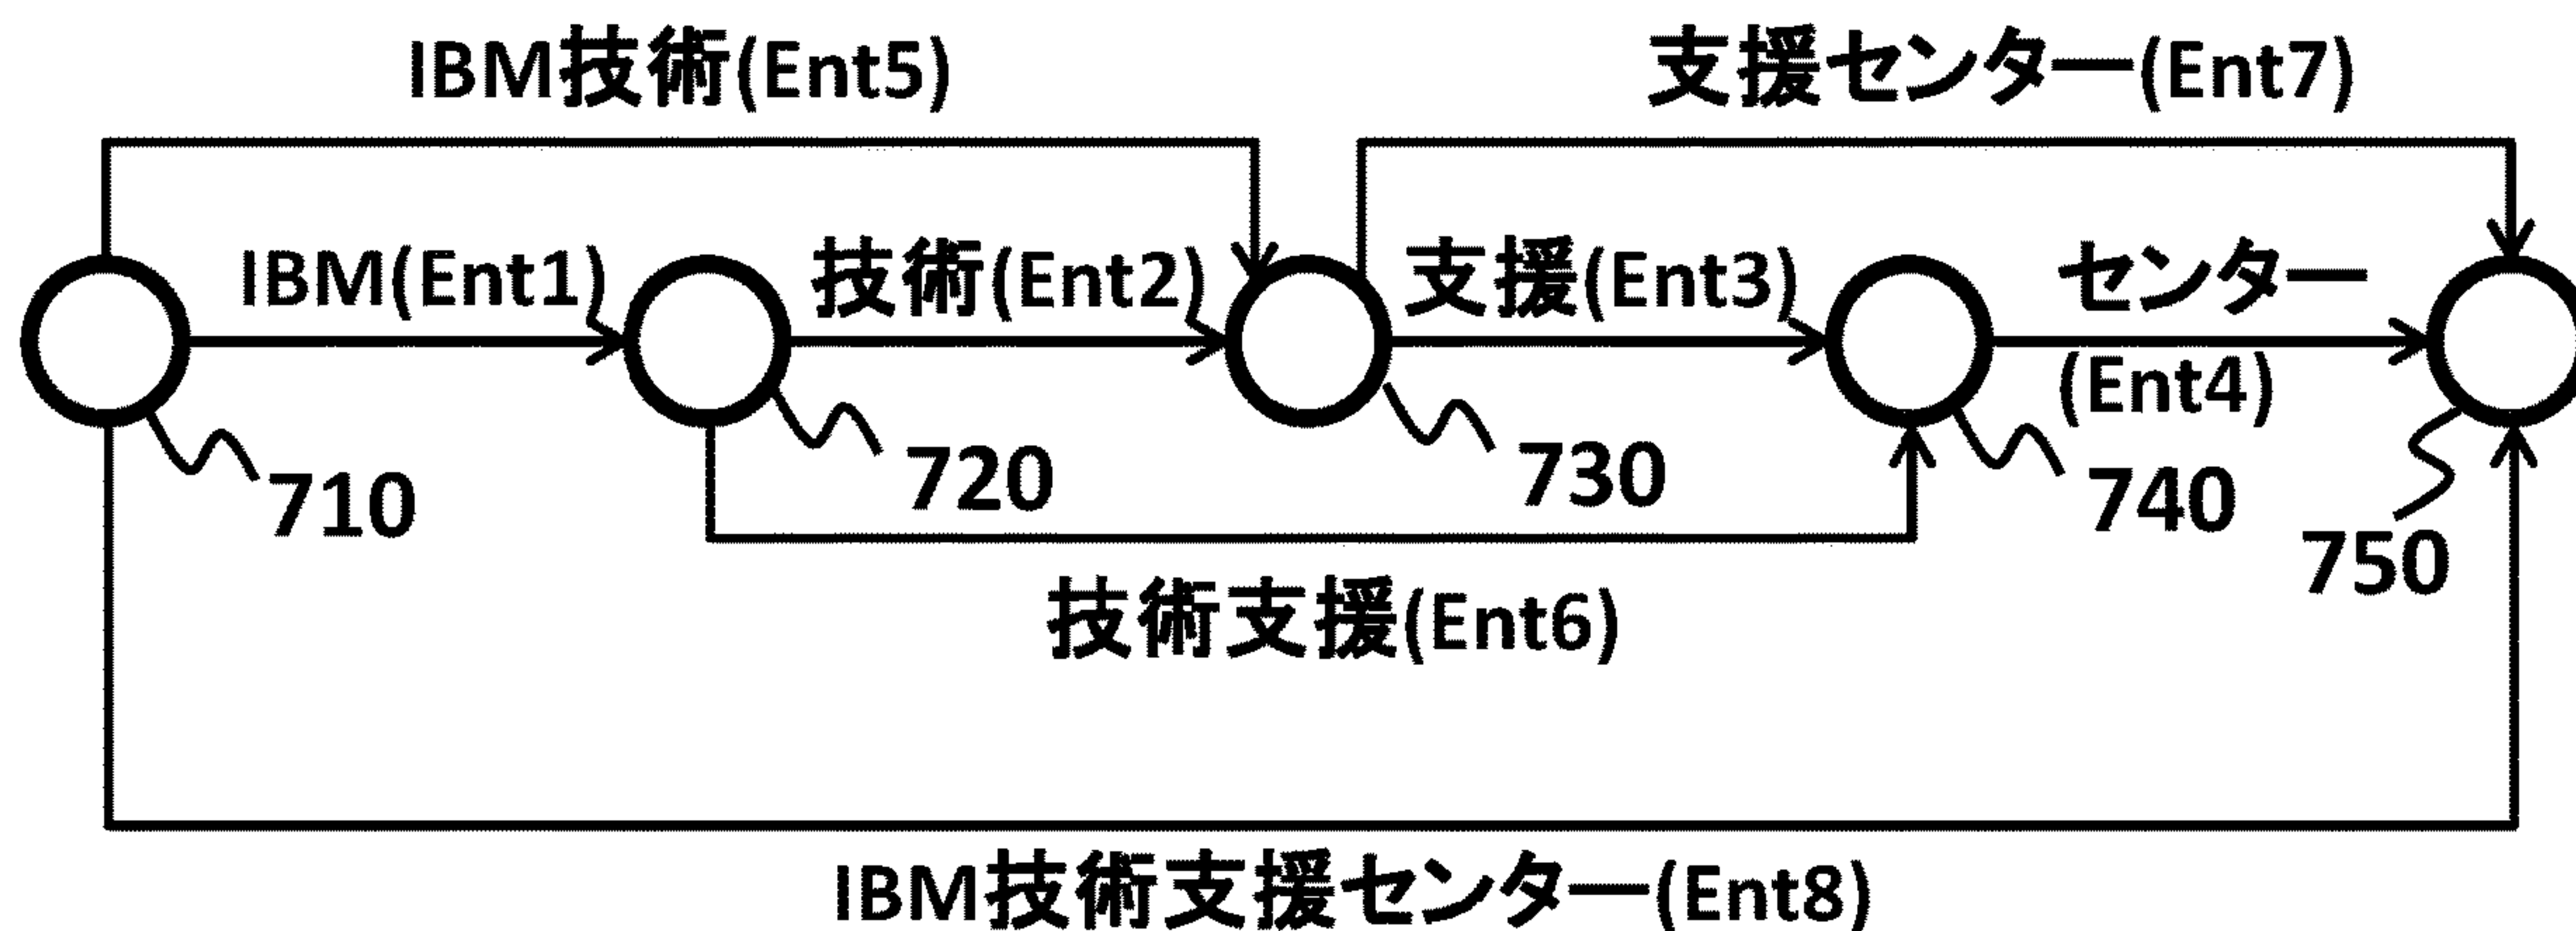 IBM技術(Ent5)
支援センター(Ent7)
IBM(Ent1)
技術(Ent2)
支援(Ent3)
センター
(Ent4)
710
720
730
740
750
技術支援(Ent6)
IBM技術支援センター(Ent8)